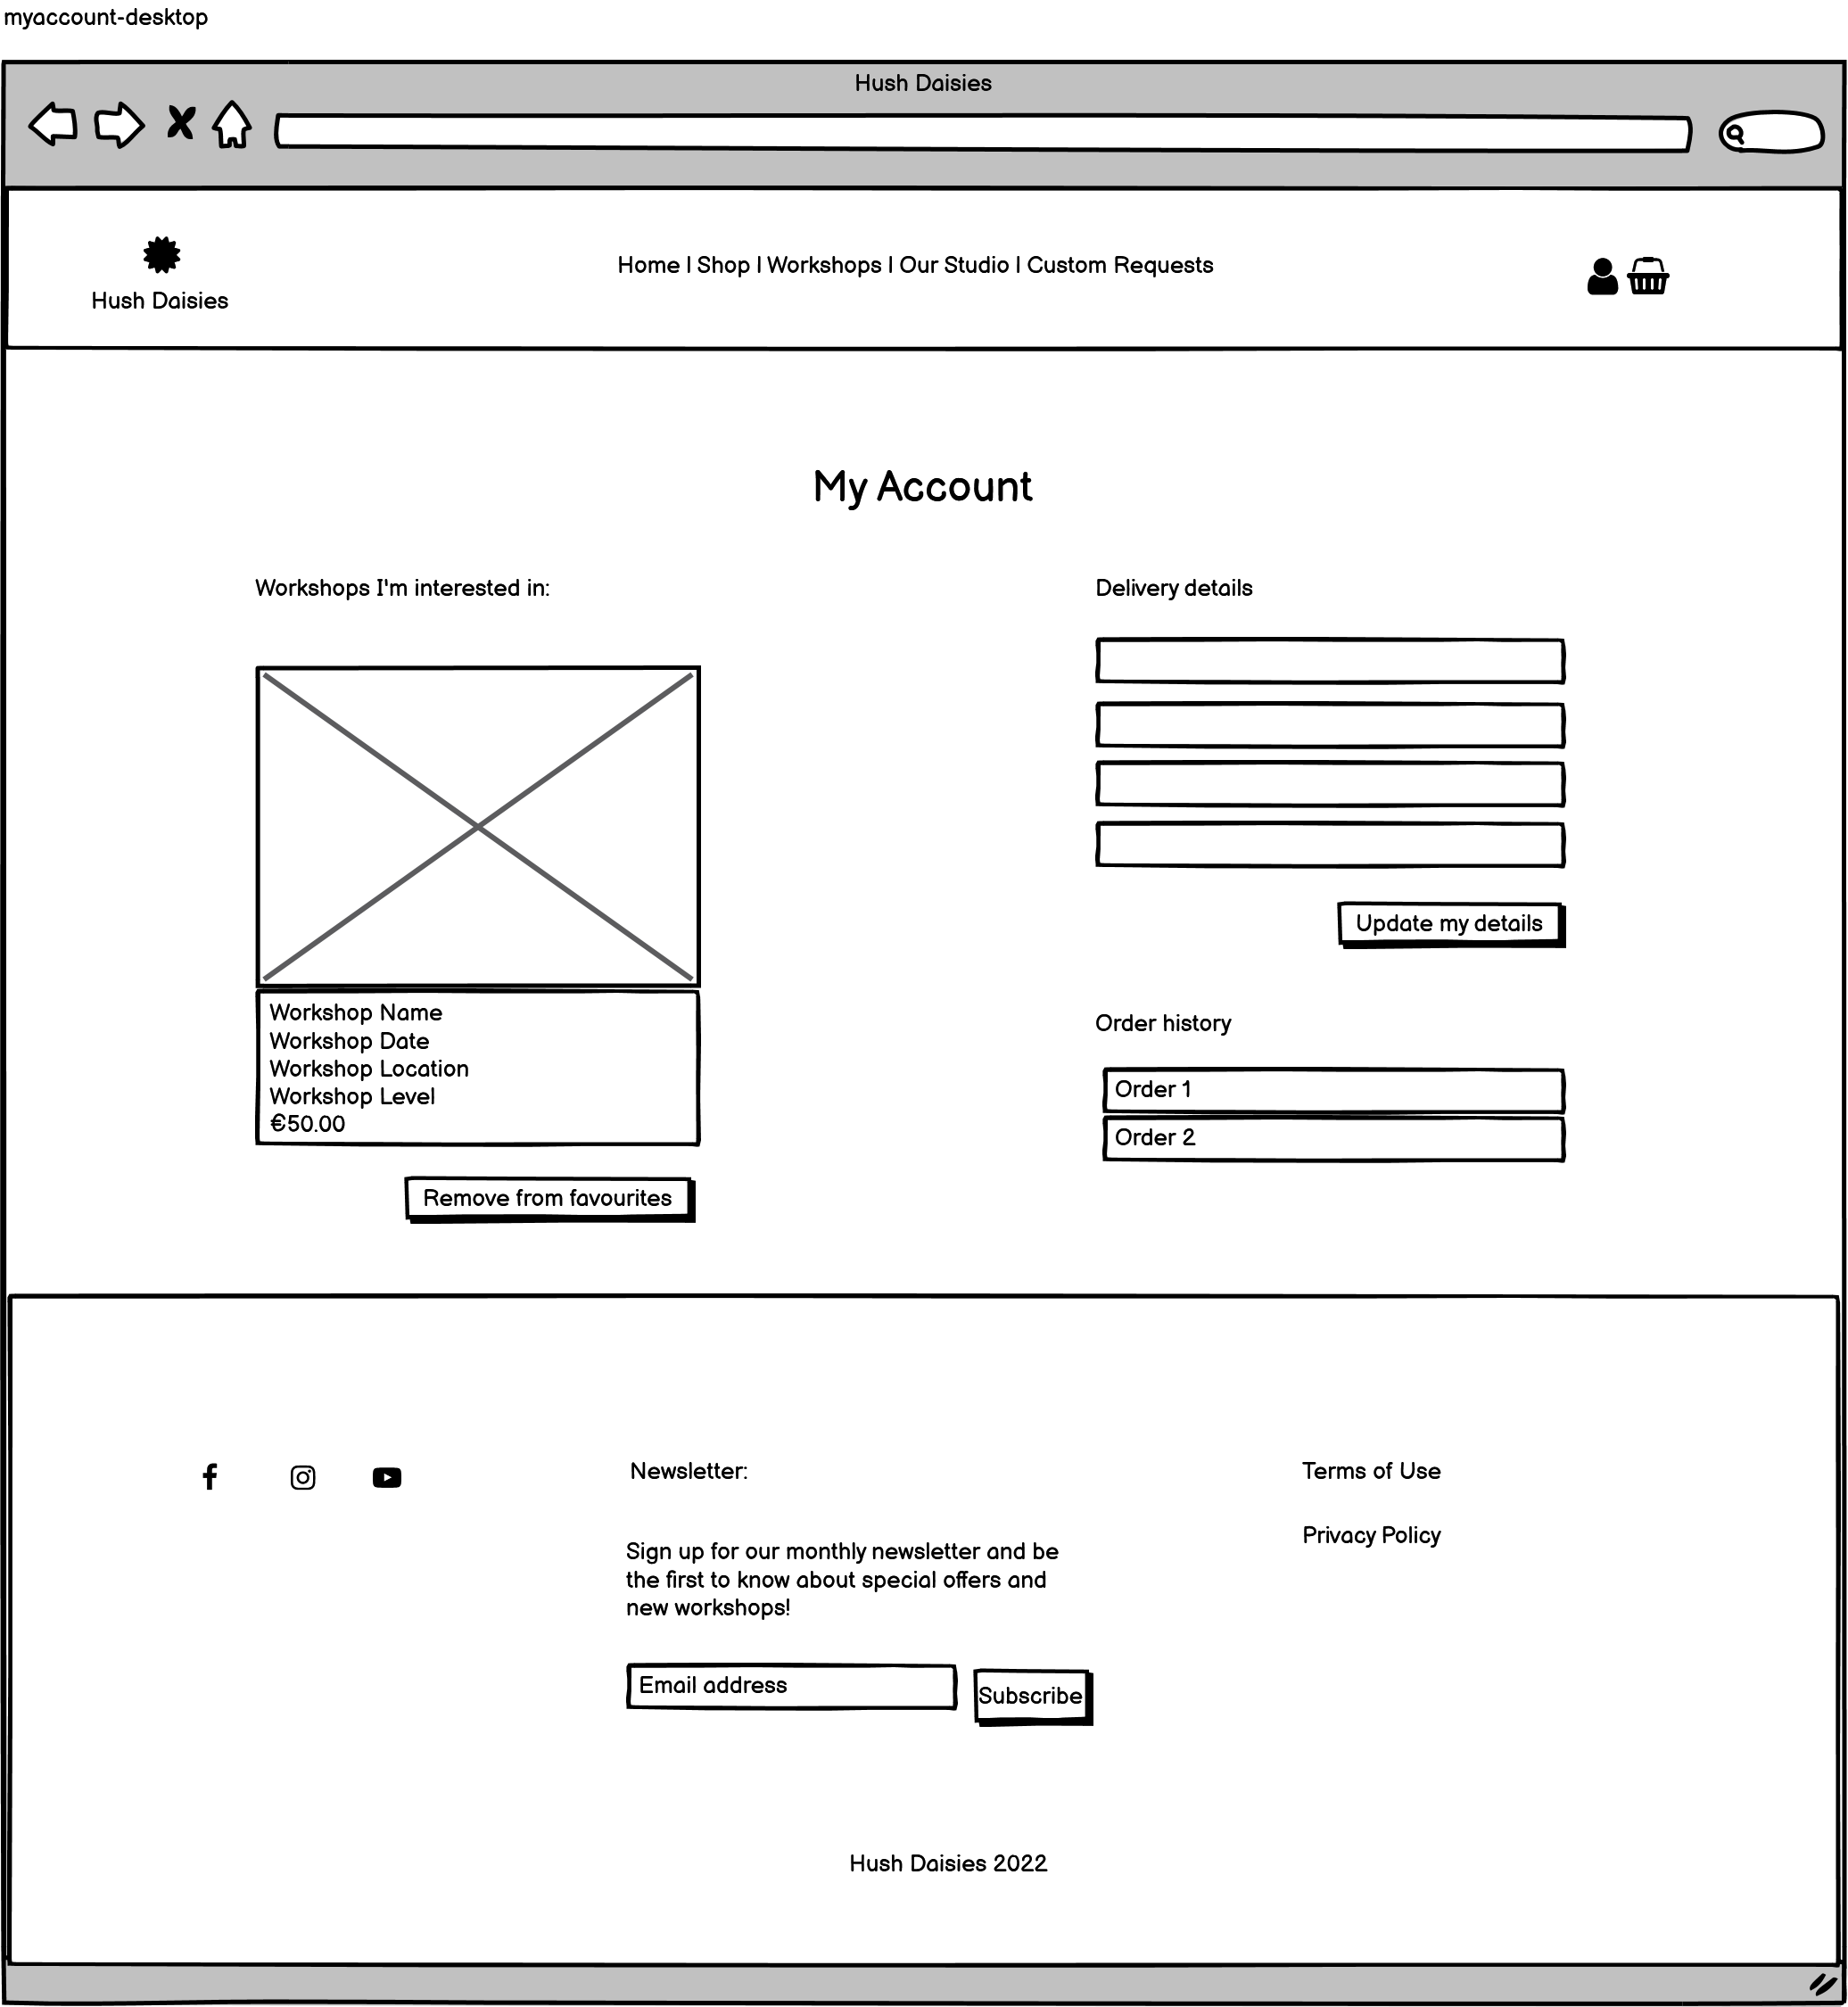 myaccount-desktop
Hush Daisies
Hush Daisies
Home | Shop | Workshops | Our Studio | Custom Requests
My Account
Workshops I'm interested in:
Workshop Name
Workshop Date
Workshop Location
Workshop Level
€50.00
Remove from favourites
Delivery details
Update my details
Order history
Order 1
Order 2
Newsletter:
Sign up for our monthly newsletter and be
the first to know about special offers and
new workshops!
Email address
Subscribe
Terms of Use
Privacy Policy
Hush Daisies 2022